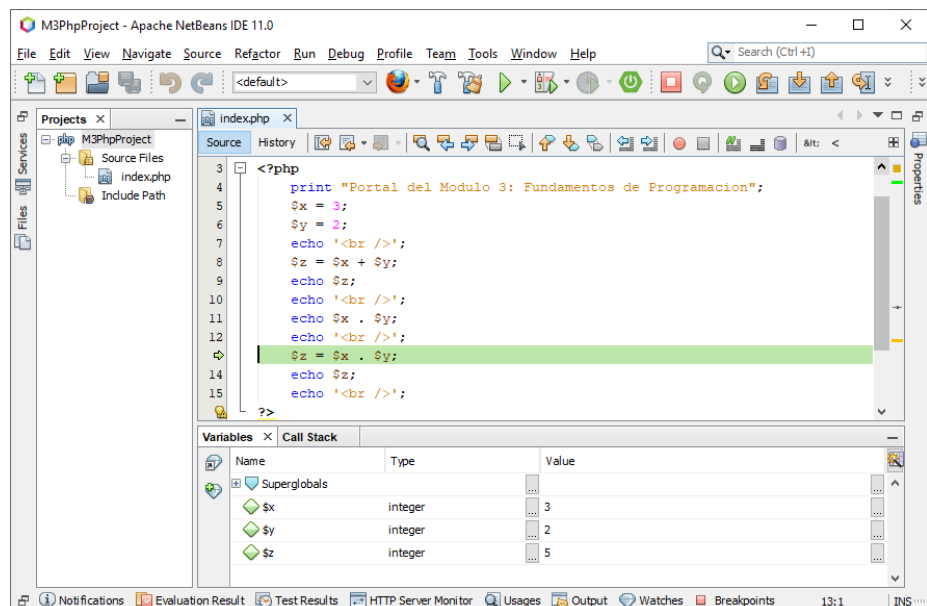 M3PhpProject - Apache NetBeans IDE 11.0
File Edit View Navigate Source Refactor Run Debug Profile Team Tools Window Help
Search (Ctrl+I)
<default>
Projects
index.php
Services
Files
M3PhpProject
Source Files
index.php
Include Path
Source History
&lt; <
Properties
3 <?php
4 print "Portal del Modulo 3: Fundamentos de Programacion";
5 $x = 3;
6 $y = 2;
7 echo '<br />';
8 $z = $x + $y;
9 echo $z;
10 echo '<br />';
11 echo $x . $y;
12 echo '<br />';
$z = $x . $y;
14 echo $z;
15 echo '<br />';
?>
Variables Call Stack
Name Type Value
Superglobals ... ...
$x integer ... 3 ...
$y integer ... 2 ...
$z integer ... 5 ...
Notifications Evaluation Result Test Results HTTP Server Monitor Usages Output Watches Breakpoints 13:1 INS